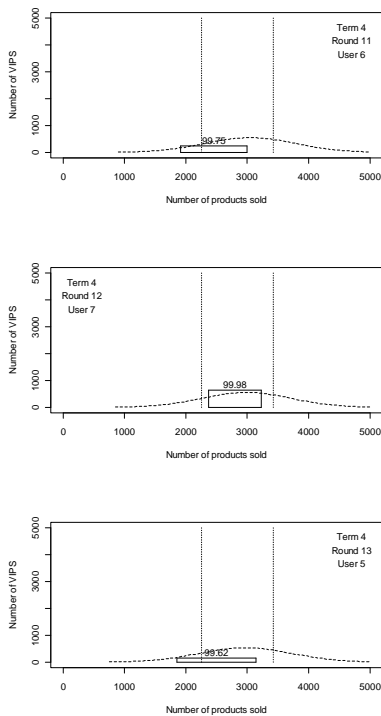 Term 4
Round 11
User 6
Number of VIPS
5000
3000
1000
0
99.75
0 1000 2000 3000 4000 5000
Number of products sold
Term 4
Round 12
User 7
Number of VIPS
5000
3000
1000
0
99.98
0 1000 2000 3000 4000 5000
Number of products sold
Term 4
Round 13
User 5
Number of VIPS
5000
3000
1000
0
99.62
0 1000 2000 3000 4000 5000
Number of products sold